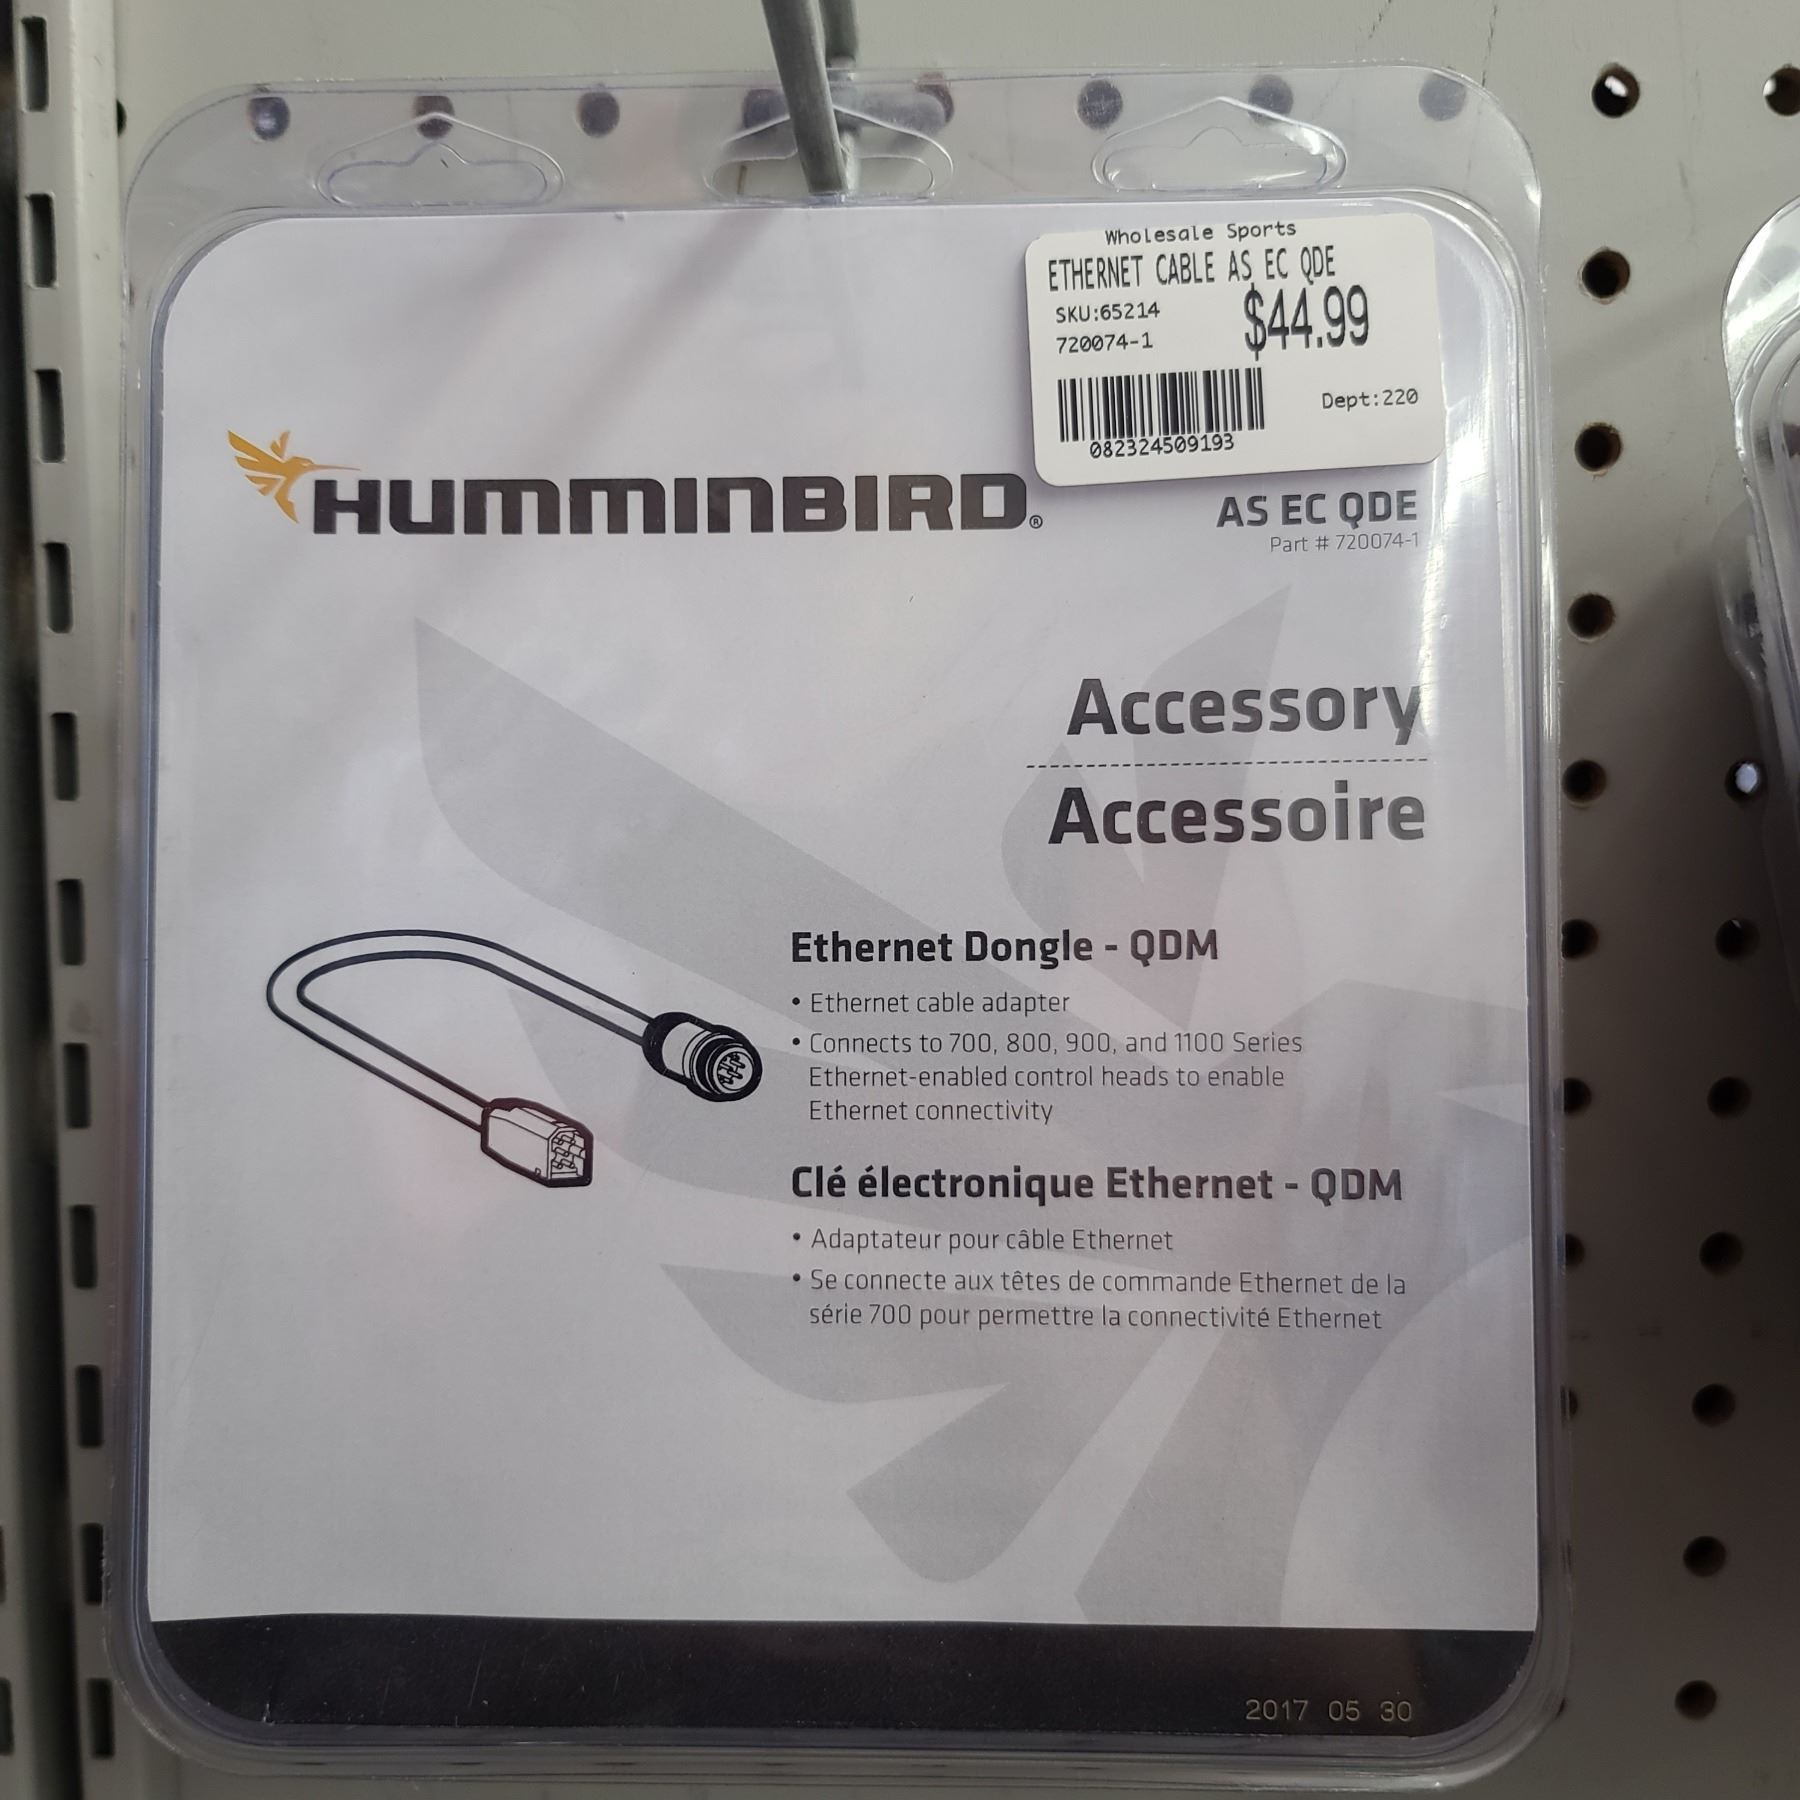 Wholesale Sports
ETHERNET CABLE AS EC QDE
SKU:65214
$44.99
720074-1
Dept:220
082324509193
HUMMINBIRD®
AS EC QDE
Part # 720074-1
Accessory
Accessoire
Ethernet Dongle - QDM
• Ethernet cable adapter
• Connects to 700, 800, 900, and 1100 Series
Ethernet-enabled control heads to enable
Ethernet connectivity
Clé électronique Ethernet - QDM
• Adaptateur pour câble Ethernet
• Se connecte aux têtes de commande Ethernet de la
série 700 pour permettre la connectivité Ethernet
2017 05 30